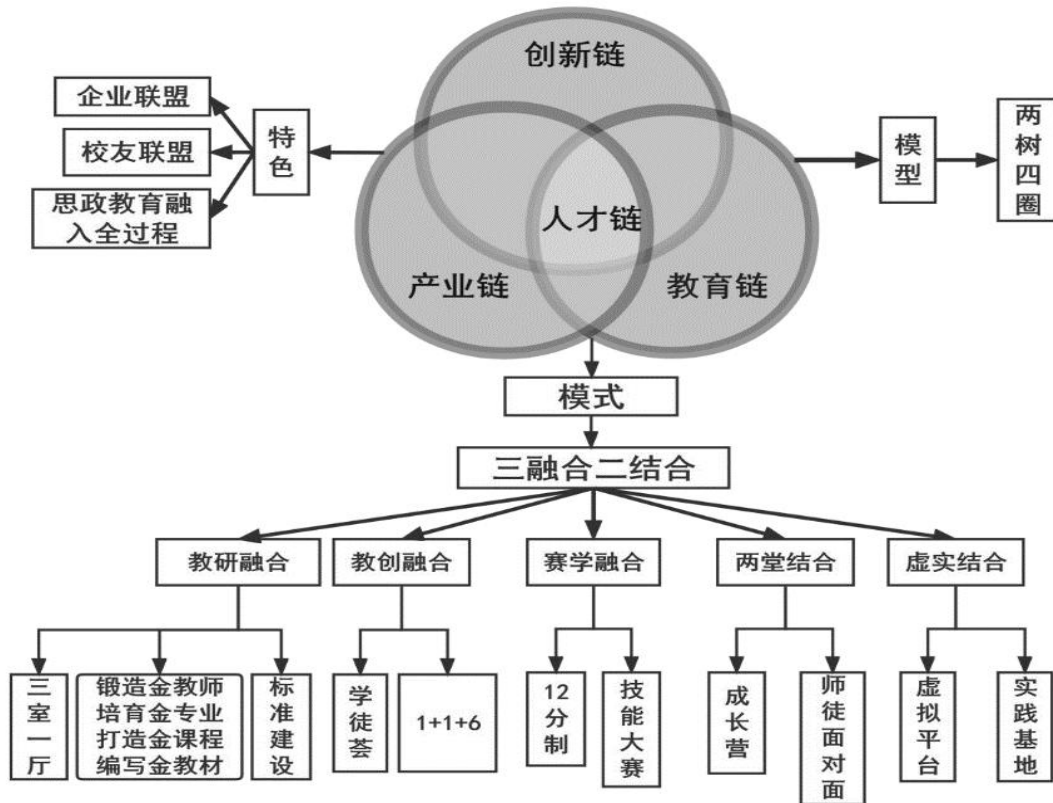 创新链
企业联盟
校友联盟
思政教育融
入全过程
特色
模型
两树四圈
人才链
产业链
教育链
模式
三融合二结合
教研融合
教创融合
赛学融合
两堂结合
虚实结合
三室一厅
锻造金教师
培育金专业
打造金课程
编写金教材
标准建设
学徒荟
1+1+6
12分制
技能大赛
成长营
师徒面对面
虚拟平台
实践基地